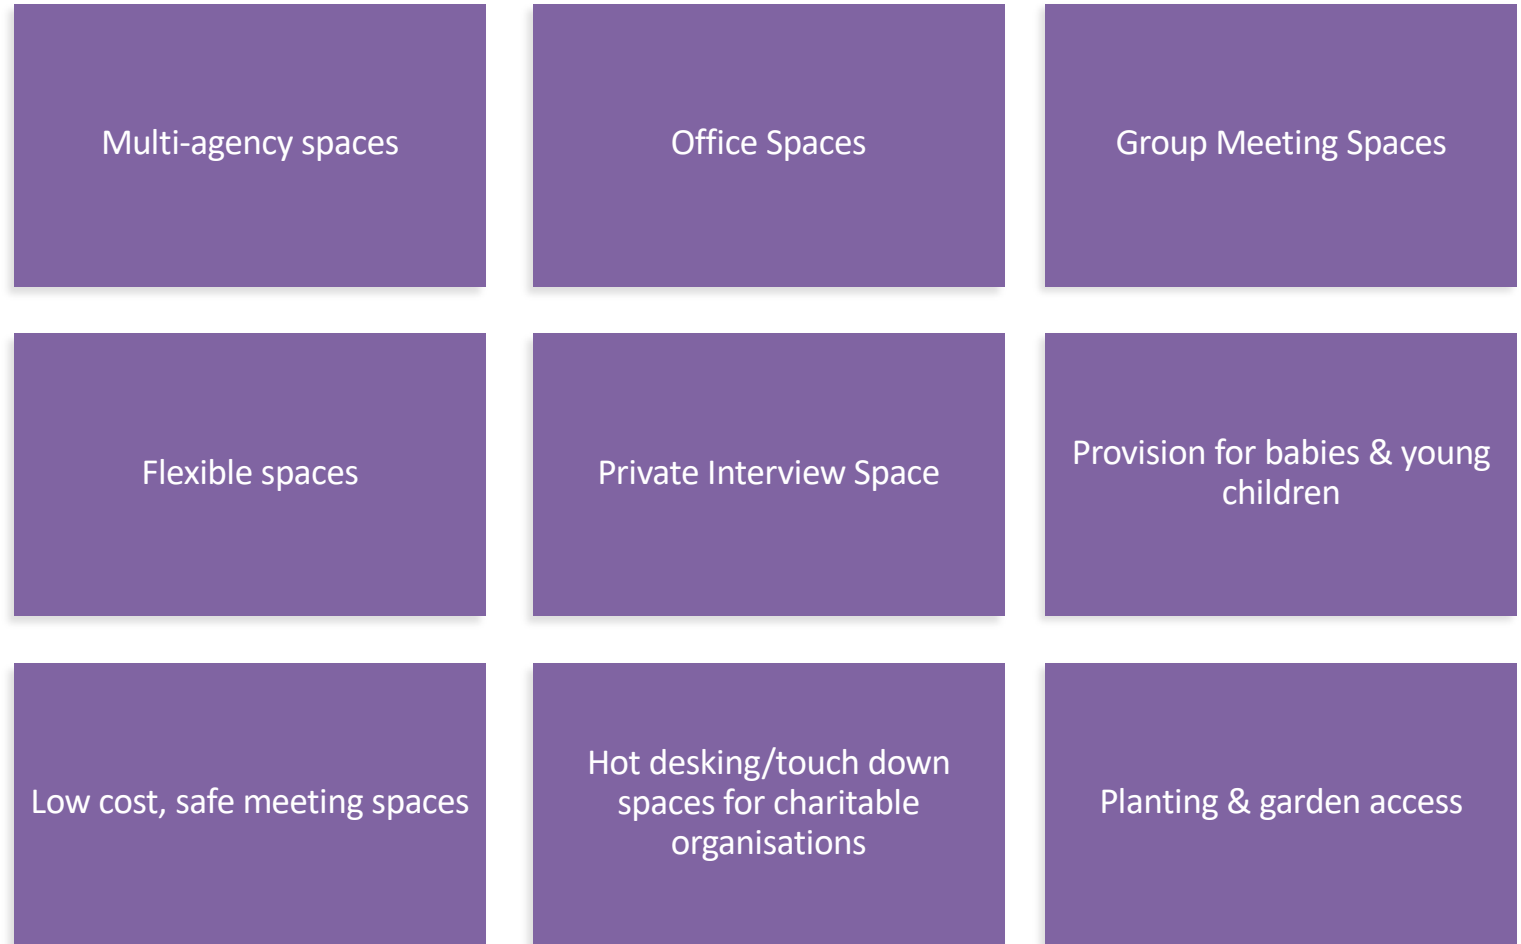 Multi-agency spaces
Office Spaces
Group Meeting Spaces
Flexible spaces
Private Interview Space
Provision for babies & young
children
Low cost, safe meeting spaces
Hot desking/touch down
spaces for charitable
organisations
Planting & garden access